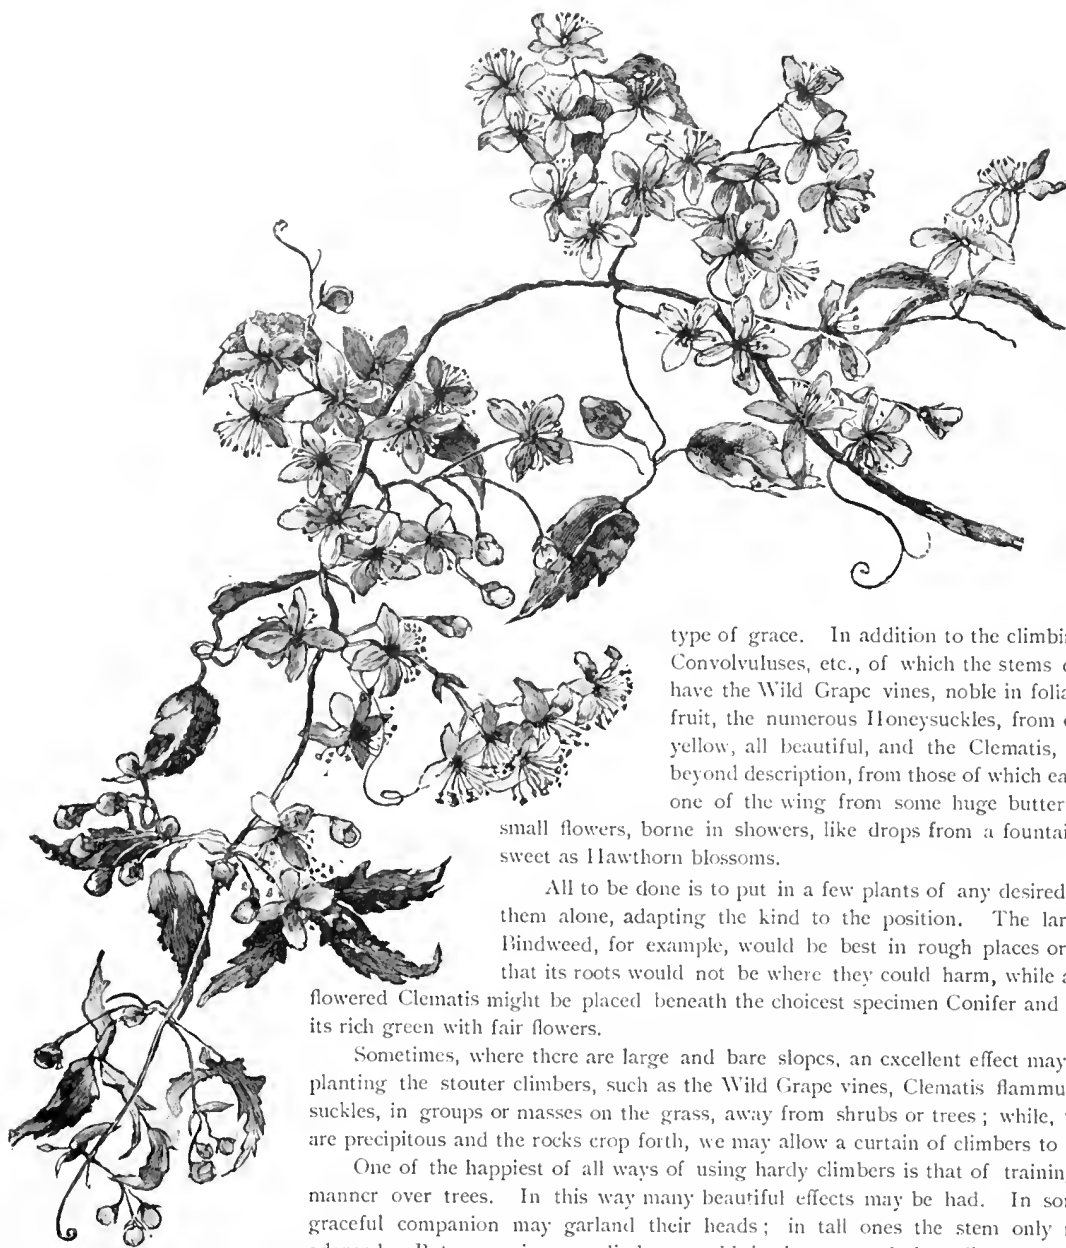 type of grace. In addition to the climbi
Convolvuluses, etc., of which the stems
have the Wild Grape vines, noble in folia
fruit, the numerous Honeysuckles, from
yellow, all beautiful, and the Clematis,
beyond description, from those of which ea
one of the wing from some huge butter
small flowers, borne in showers, like drops from a fountai
sweet as Hawthorn blossoms.
All to be done is to put in a few plants of any desired
them alone, adapting the kind to the position. The lar
Bindweed, for example, would be best in rough places or
that its roots would not be where they could harm, while a
flowered Clematis might be placed beneath the choicest specimen Conifer and
its rich green with fair flowers.
Sometimes, where there are large and bare slopes, an excellent effect may
planting the stouter climbers, such as the Wild Grape vines, Clematis flammu
suckles, in groups or masses on the grass, away from shrubs or trees; while,
are precipitous and the rocks crop forth, we may allow a curtain of climbers to
One of the happiest of all ways of using hardy climbers is that of training
manner over trees. In this way many beautiful effects may be had. In so
graceful companion may garland their heads; in tall ones the stem only